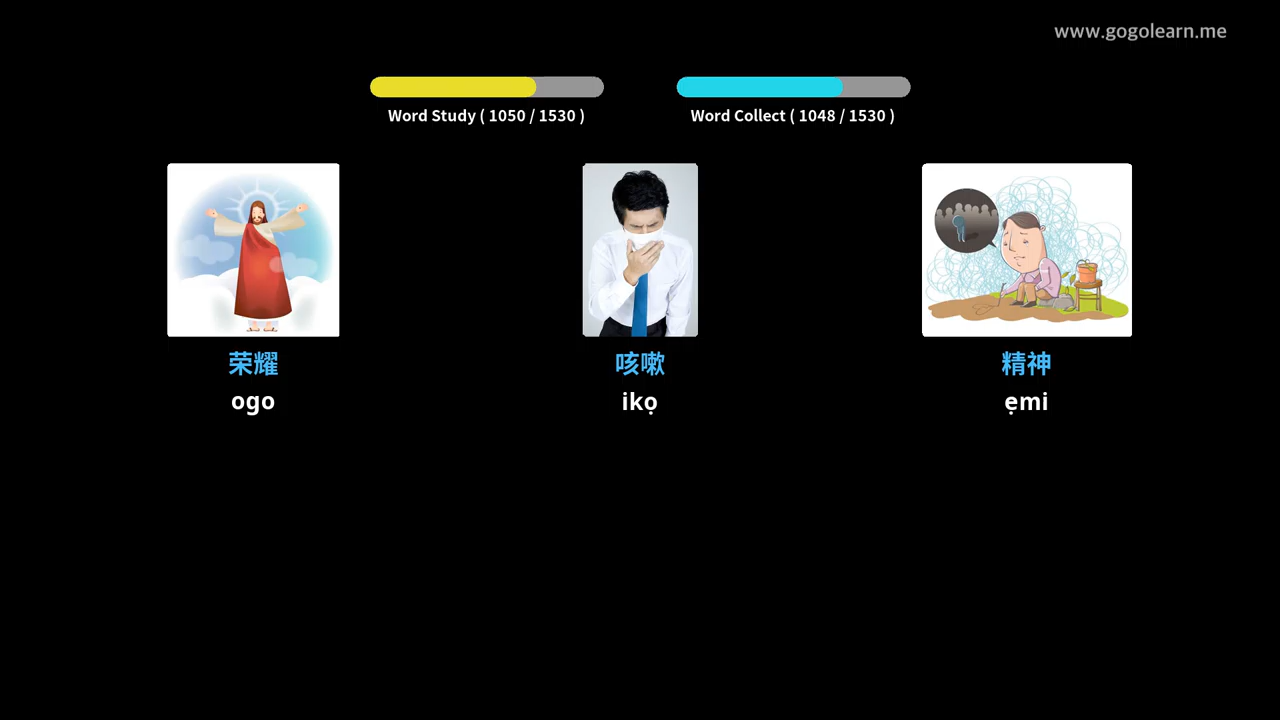 www.gogolearn.me
Word Study ( 1050 / 1530 )
Word Collect ( 1048 / 1530 )
荣耀
咳嗽
精神
ogo
ikọ
ẹmi